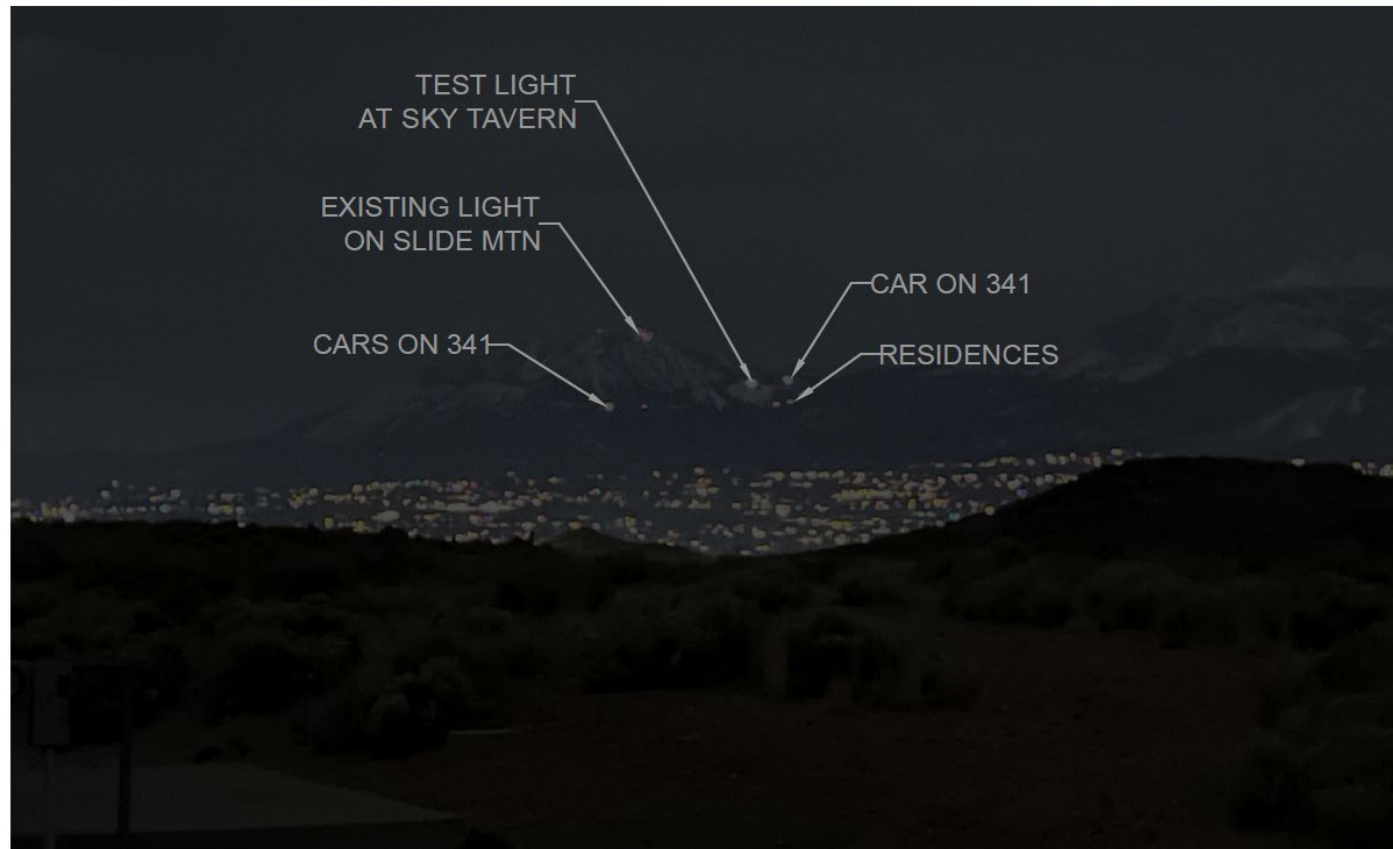 TEST LIGHT
AT SKY TAVERN
EXISTING LIGHT
ON SLIDE MTN
CAR ON 341
CARS ON 341
RESIDENCES